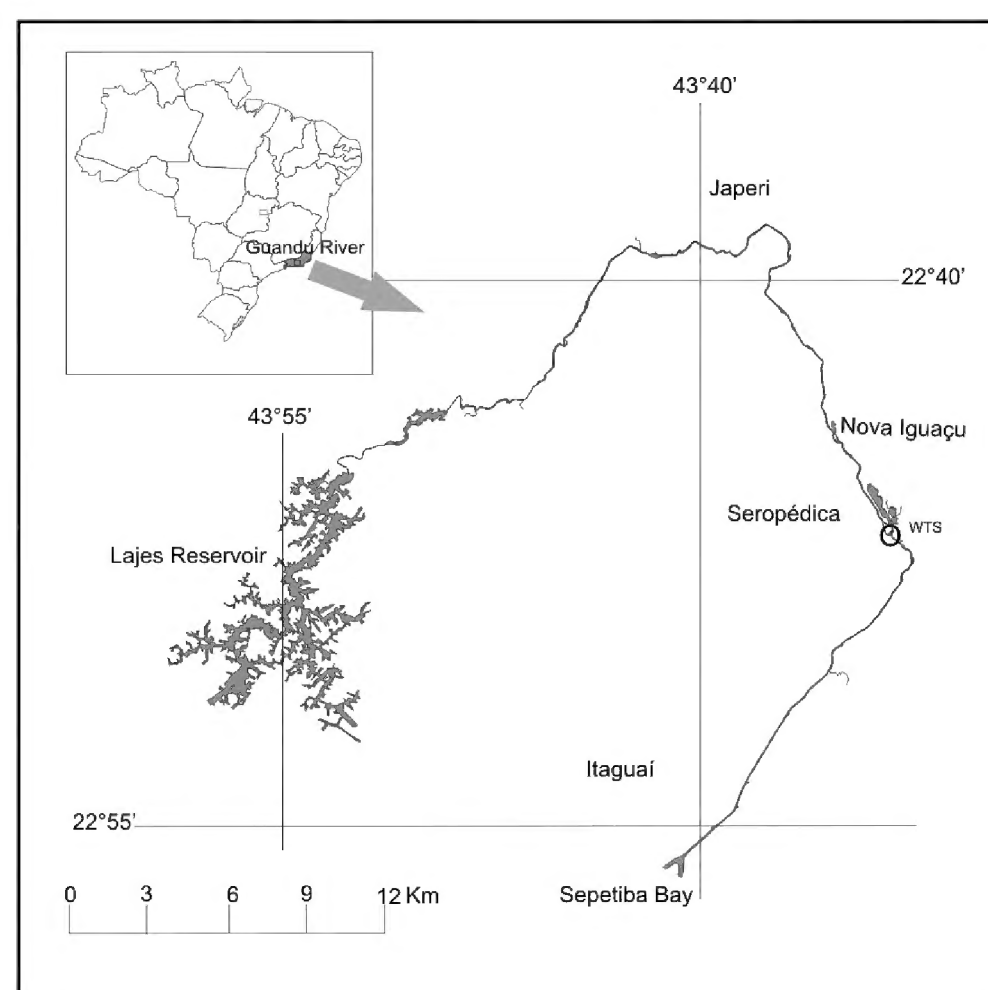 43°40’
Japeri
Guandu River
22°40’
43°55’
Nova Iguaçu
Seropédica
WTS
Lajes Reservoir
Itaguaí
22°55’
Sepetiba Bay
0 3 6 9 12 Km